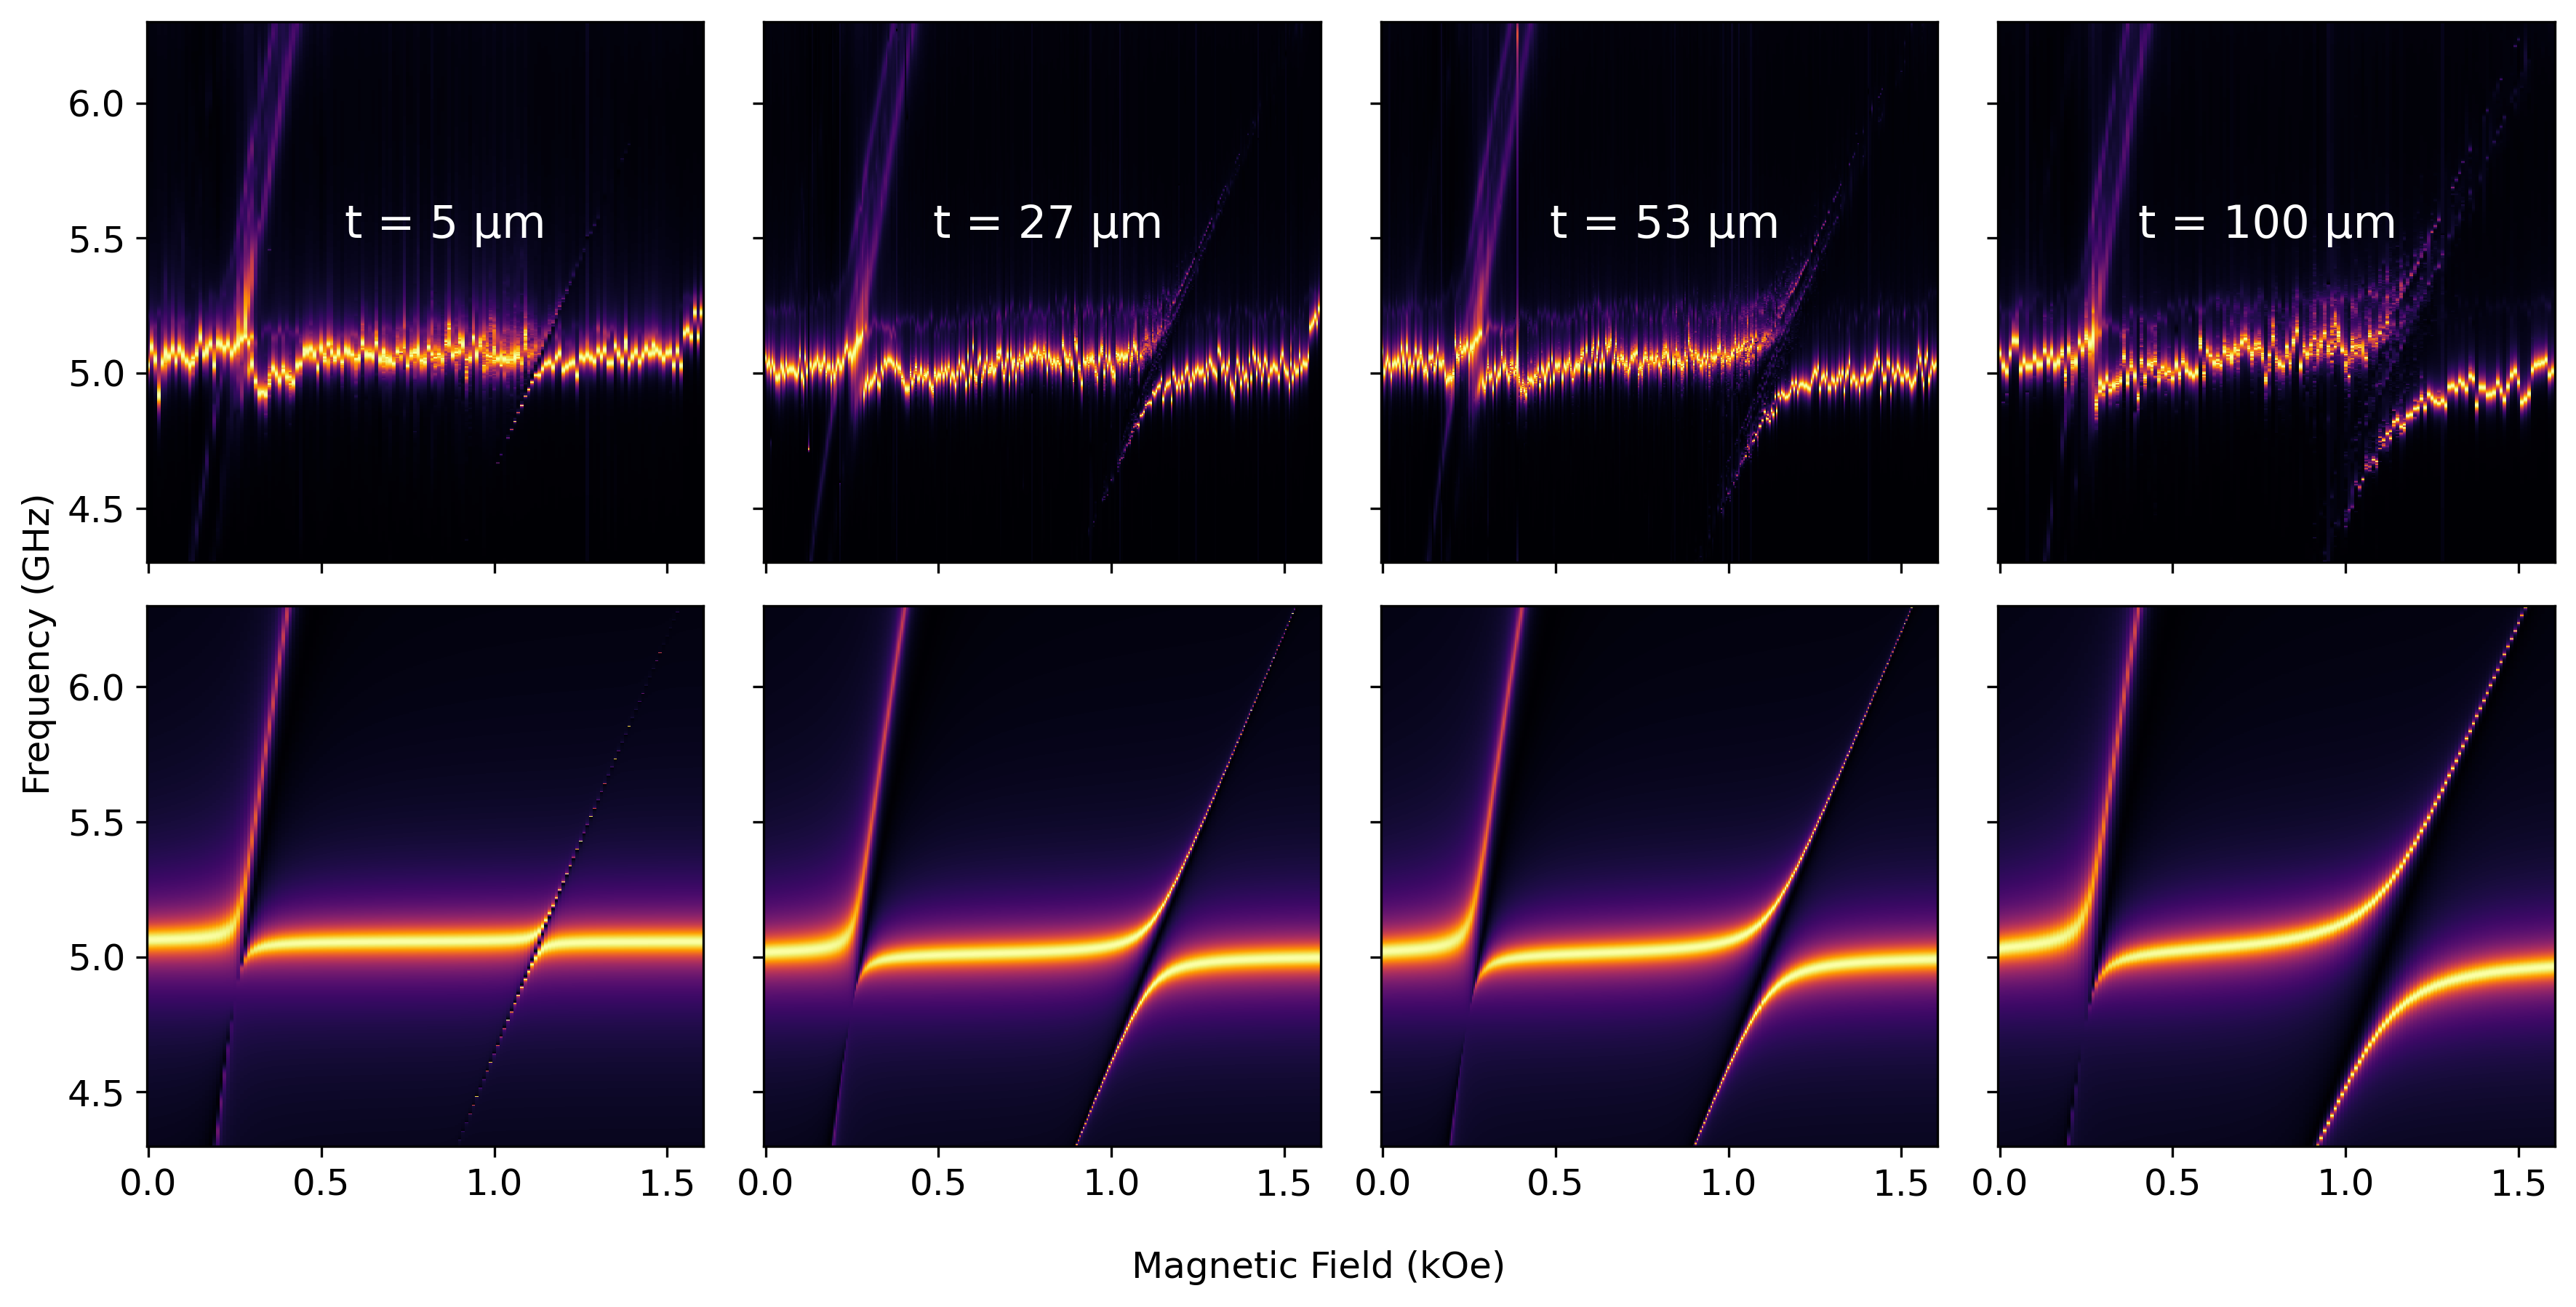 t = 5 μm
t = 27 μm
t = 53 μm
t = 100 μm
6.0
5.5
5.0
4.5
Frequency (GHz)
6.0
5.5
5.0
4.5
0.0 0.5 1.0 1.5 0.0 0.5 1.0 1.5 0.0 0.5 1.0 1.5 0.0 0.5 1.0 1.5
Magnetic Field (kOe)